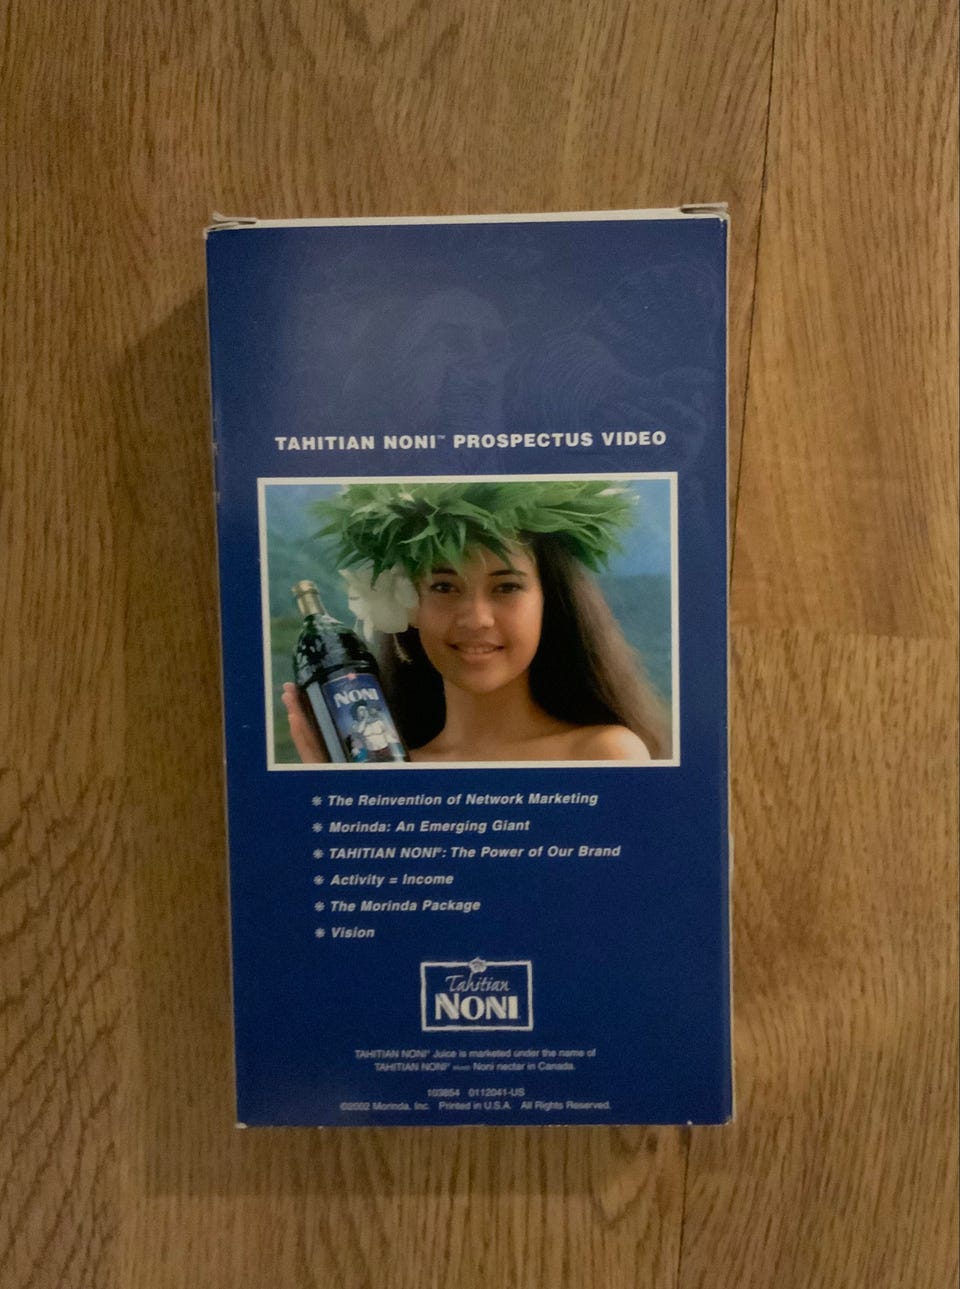 TAHITIAN NONI™ PROSPECTUS VIDEO
NONI
❋ The Reinvention of Network Marketing
❋ Morinda: An Emerging Giant
❋ TAHITIAN NONI®: The Power of Our Brand
❋ Activity = Income
❋ The Morinda Package
❋ Vision
Tahitian
NONI
TAHITIAN NONI® Juice is marketed under the name of
TAHITIAN NONI® Noni nectar in Canada.
103854 0112041-US
©2002 Morinda, Inc. Printed in U.S.A. All Rights Reserved.